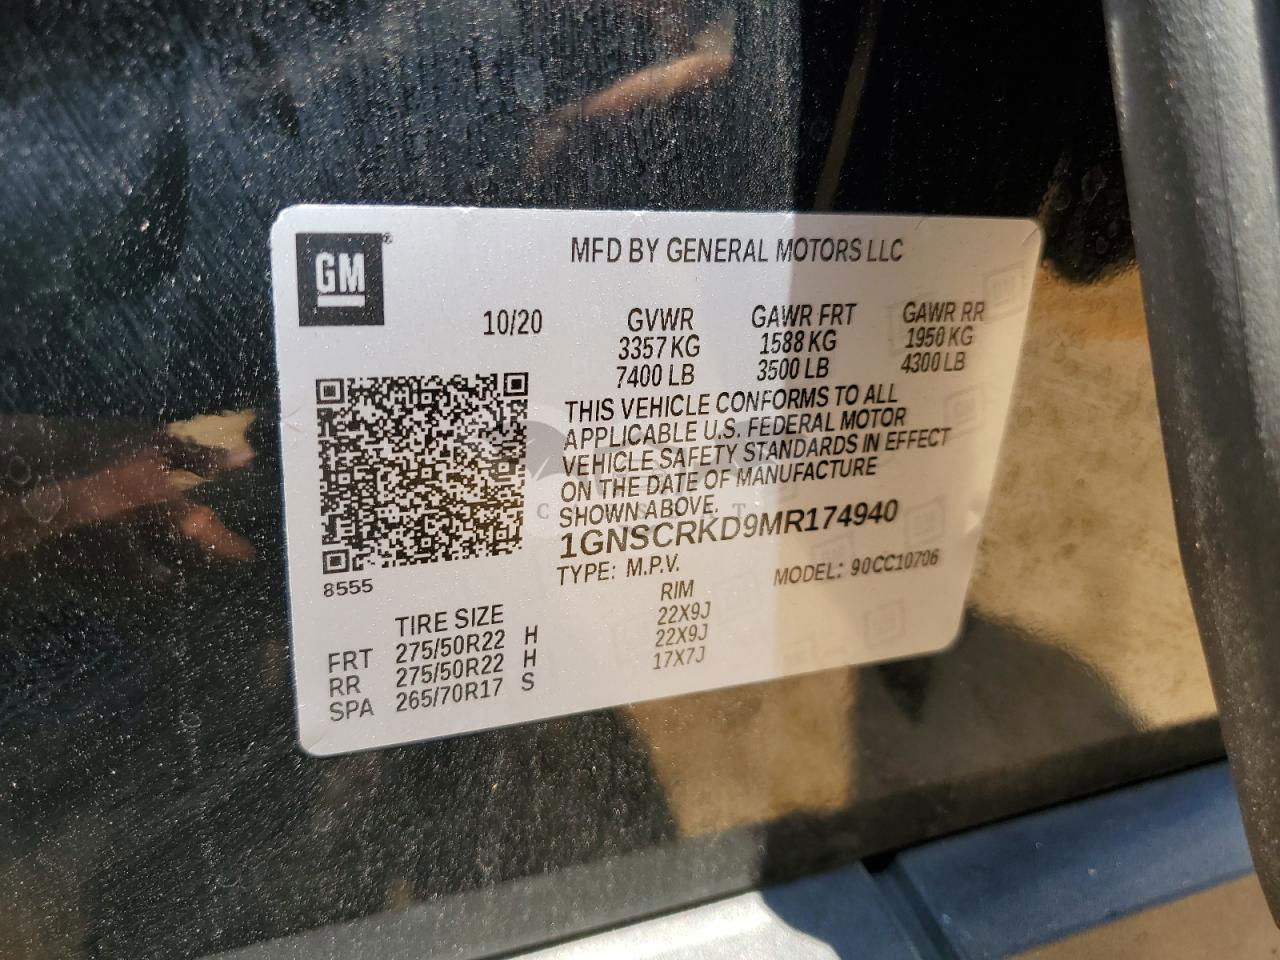 GM
MFD BY GENERAL MOTORS LLC
10/20
GVWR GAWR FRT GAWR RR
3357 KG 1588 KG 1950 KG
7400 LB 3500 LB 4300 LB
THIS VEHICLE CONFORMS TO ALL
APPLICABLE U.S. FEDERAL MOTOR
VEHICLE SAFETY STANDARDS IN EFFECT
ON THE DATE OF MANUFACTURE
SHOWN ABOVE.
1GNSCRKD9MR174940
TYPE: M.P.V. MODEL: 90CC10706
8555
TIRE SIZE RIM
FRT 275/50R22 H 22X9J
RR 275/50R22 H 22X9J
SPA 265/70R17 S 17X7J